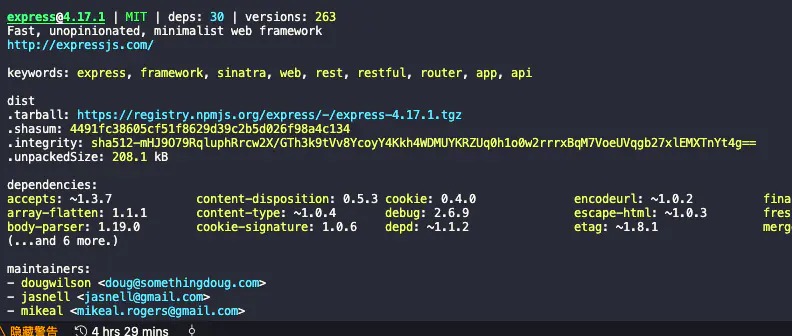 express@4.17.1 | MIT | deps: 30 | versions: 263
Fast, unopinionated, minimalist web framework
http://expressjs.com/
keywords: express, framework, sinatra, web, rest, restful, router, app, api
dist
.tarball: https://registry.npmjs.org/express/-/express-4.17.1.tgz
.shasum: 4491fc38605cf51f8629d39c2b5d026f98a4c134
.integrity: sha512-mHJ9O79RqluphRrcw2X/GTh3k9tVv8YcoyY4Kkh4WDMUYKRZUq0h1o0w2rrrxBqM7VoeUVqgb27xlEMXTnYt4g==
.unpackedSize: 208.1 kB
dependencies:
accepts: ~1.3.7 content-disposition: 0.5.3 cookie: 0.4.0 encodeurl: ~1.0.2 fina
array-flatten: 1.1.1 content-type: ~1.0.4 debug: 2.6.9 escape-html: ~1.0.3 fres
body-parser: 1.19.0 cookie-signature: 1.0.6 depd: ~1.1.2 etag: ~1.8.1 merg
(...and 6 more.)
maintainers:
- dougwilson <doug@somethingdoug.com>
- jasnell <jasnell@gmail.com>
- mikeal <mikeal.rogers@gmail.com>
隐藏警告 4 hrs 29 mins